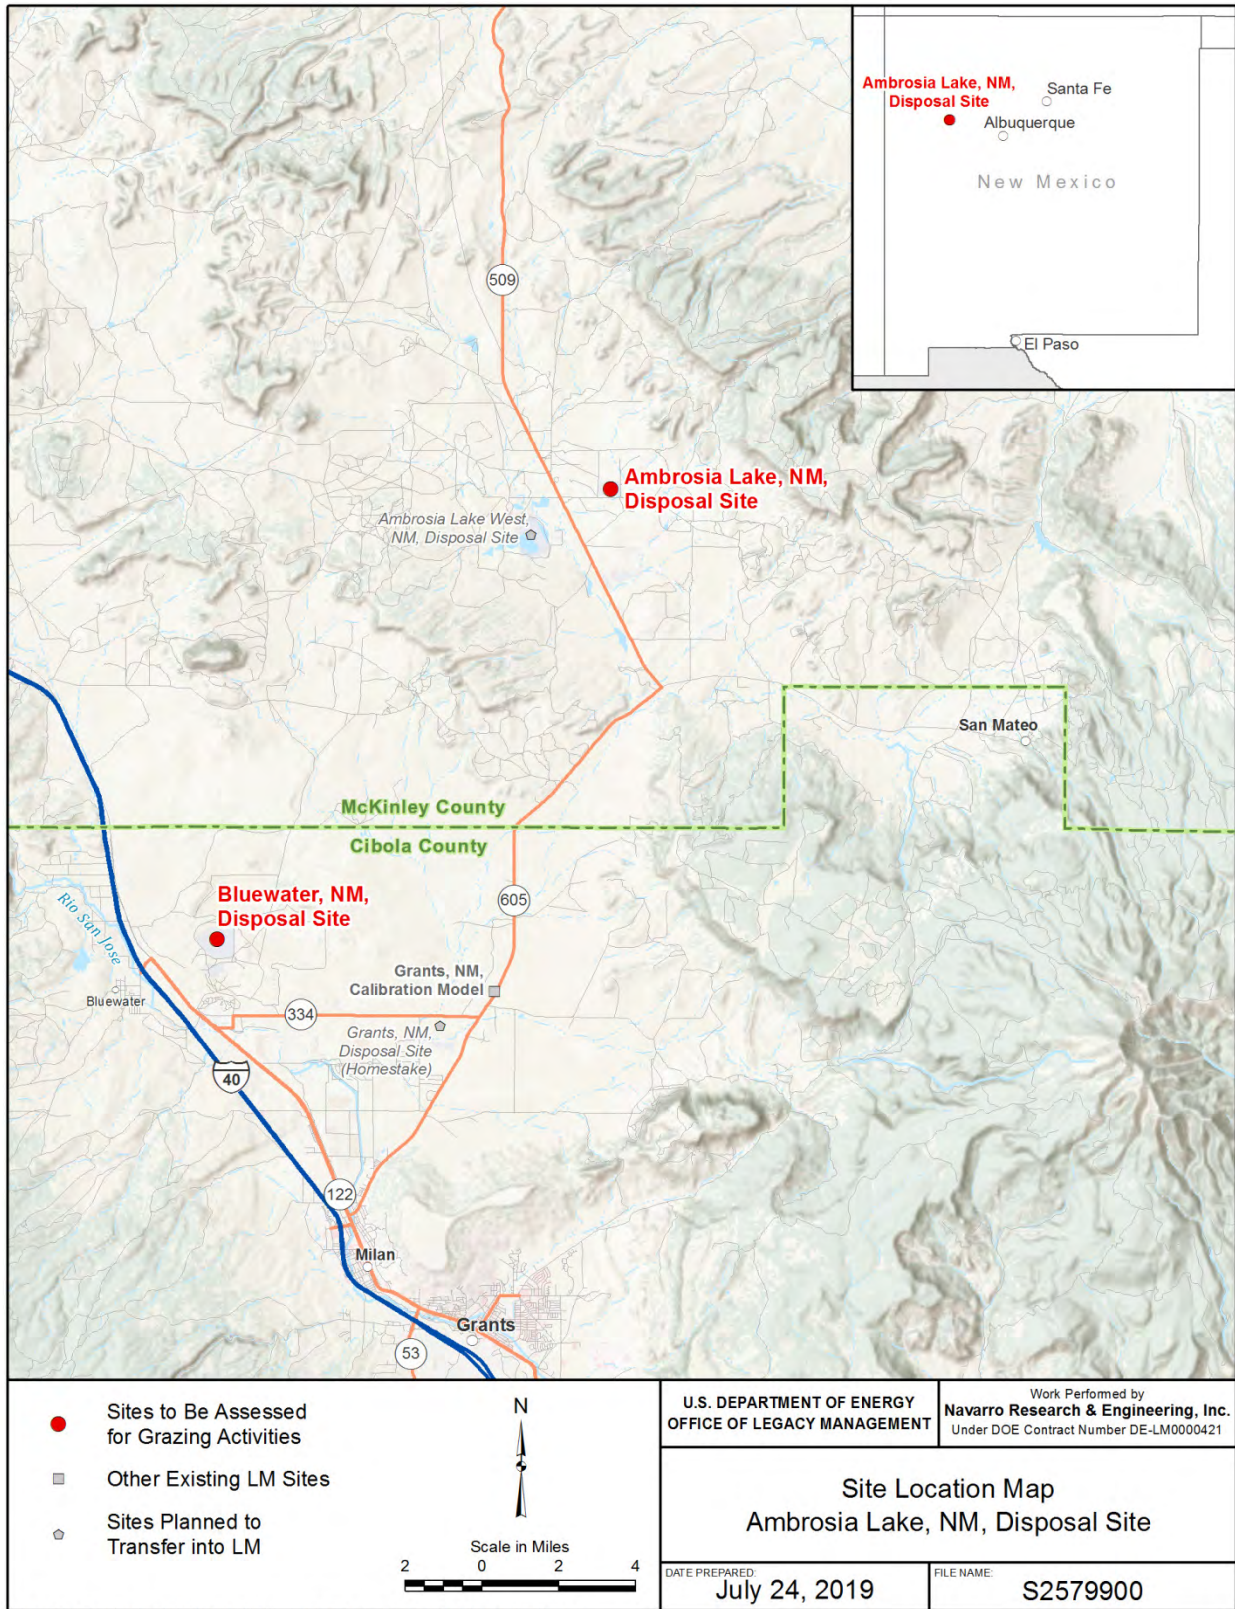 Ambrosia Lake, NM,
Disposal Site
Santa Fe
Albuquerque
New Mexico
El Paso
509
Ambrosia Lake, NM,
Disposal Site
Ambrosia Lake West,
NM, Disposal Site
San Mateo
McKinley County
Cibola County
Bluewater, NM,
Disposal Site
605
Rio San Jose
Grants, NM,
Calibration Model
Bluewater
334
Grants, NM,
Disposal Site
(Homestake)
40
122
Milan
Grants
53
Sites to Be Assessed
for Grazing Activities
Other Existing LM Sites
Sites Planned to
Transfer into LM
N
Scale in Miles
2 0 2 4
U.S. DEPARTMENT OF ENERGY
OFFICE OF LEGACY MANAGEMENT
Work Performed by
Navarro Research & Engineering, Inc.
Under DOE Contract Number DE-LM0000421
Site Location Map
Ambrosia Lake, NM, Disposal Site
DATE PREPARED:
July 24, 2019
FILE NAME:
S2579900